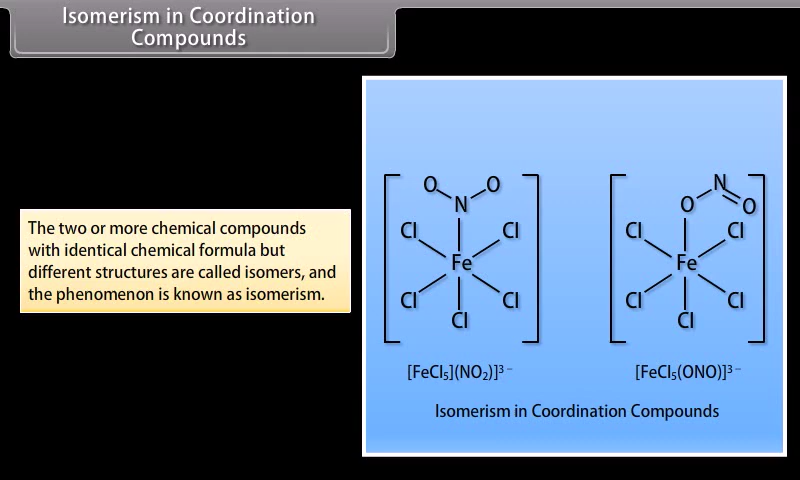 Isomerism in Coordination
Compounds
The two or more chemical compounds
with identical chemical formula but
different structures are called isomers, and
the phenomenon is known as isomerism.
O O
N
Cl Cl
Fe
Cl Cl
Cl
[FeCl₅](NO₂)]³⁻
N
O O
Cl Cl
Fe
Cl Cl
Cl
[FeCl₅(ONO)]³⁻
Isomerism in Coordination Compounds